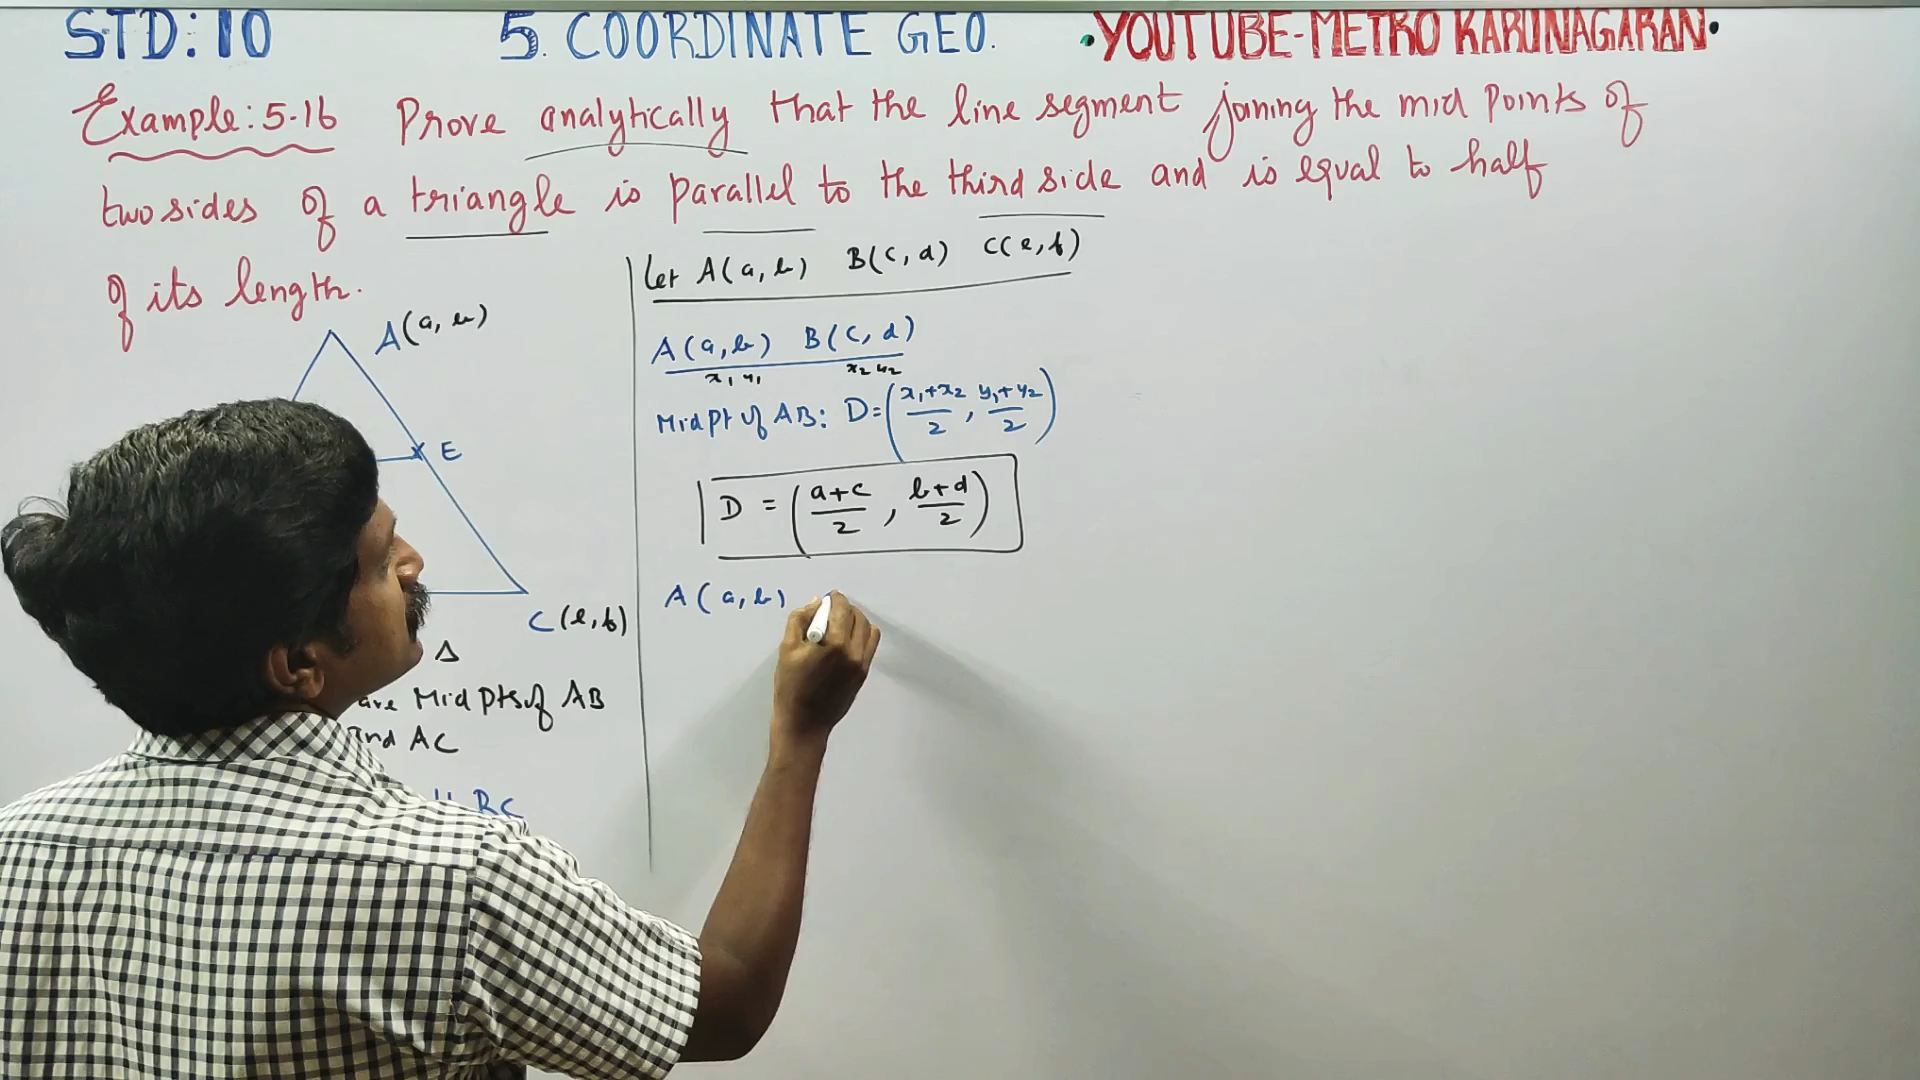 STD: 10 5. COORDINATE GEO. •YOUTUBE-METRO KARUNAGARAN•
Example: 5.16 Prove analytically that the line segment joining the mid points of
two sides of a triangle is parallel to the third side and is equal to half
of its length.
A(a, b)
E
C(e, f)
Δ
are Mid pts of AB
and AC
|| BC
Let A(a, b) B(c, d) C(e, f)
A(a, b) B(c, d)
x₁ y₁ x₂ y₂
Mid pt of AB: D = (x₁+x₂/2, y₁+y₂/2)
D = (a+c/2, b+d/2)
A(a, b)